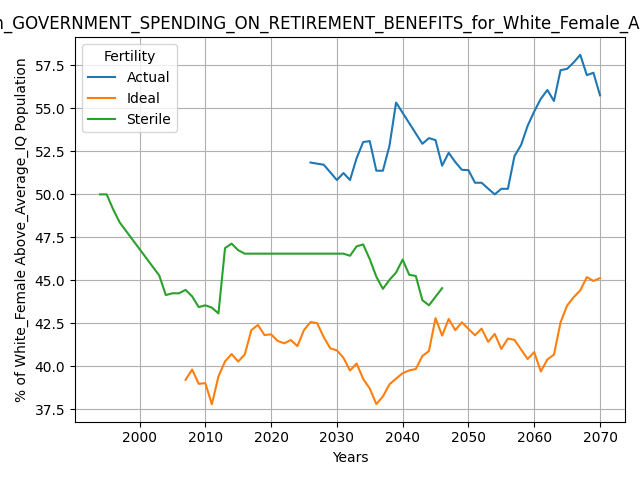 _GOVERNMENT_SPENDING_ON_RETIREMENT_BENEFITS_for_White_Female_A
Fertility
Actual
Ideal
Sterile
% of White_Female Above_Average_IQ Population
57.5
55.0
52.5
50.0
47.5
45.0
42.5
40.0
37.5
2000
2010
2020
2030
2040
2050
2060
2070
Years